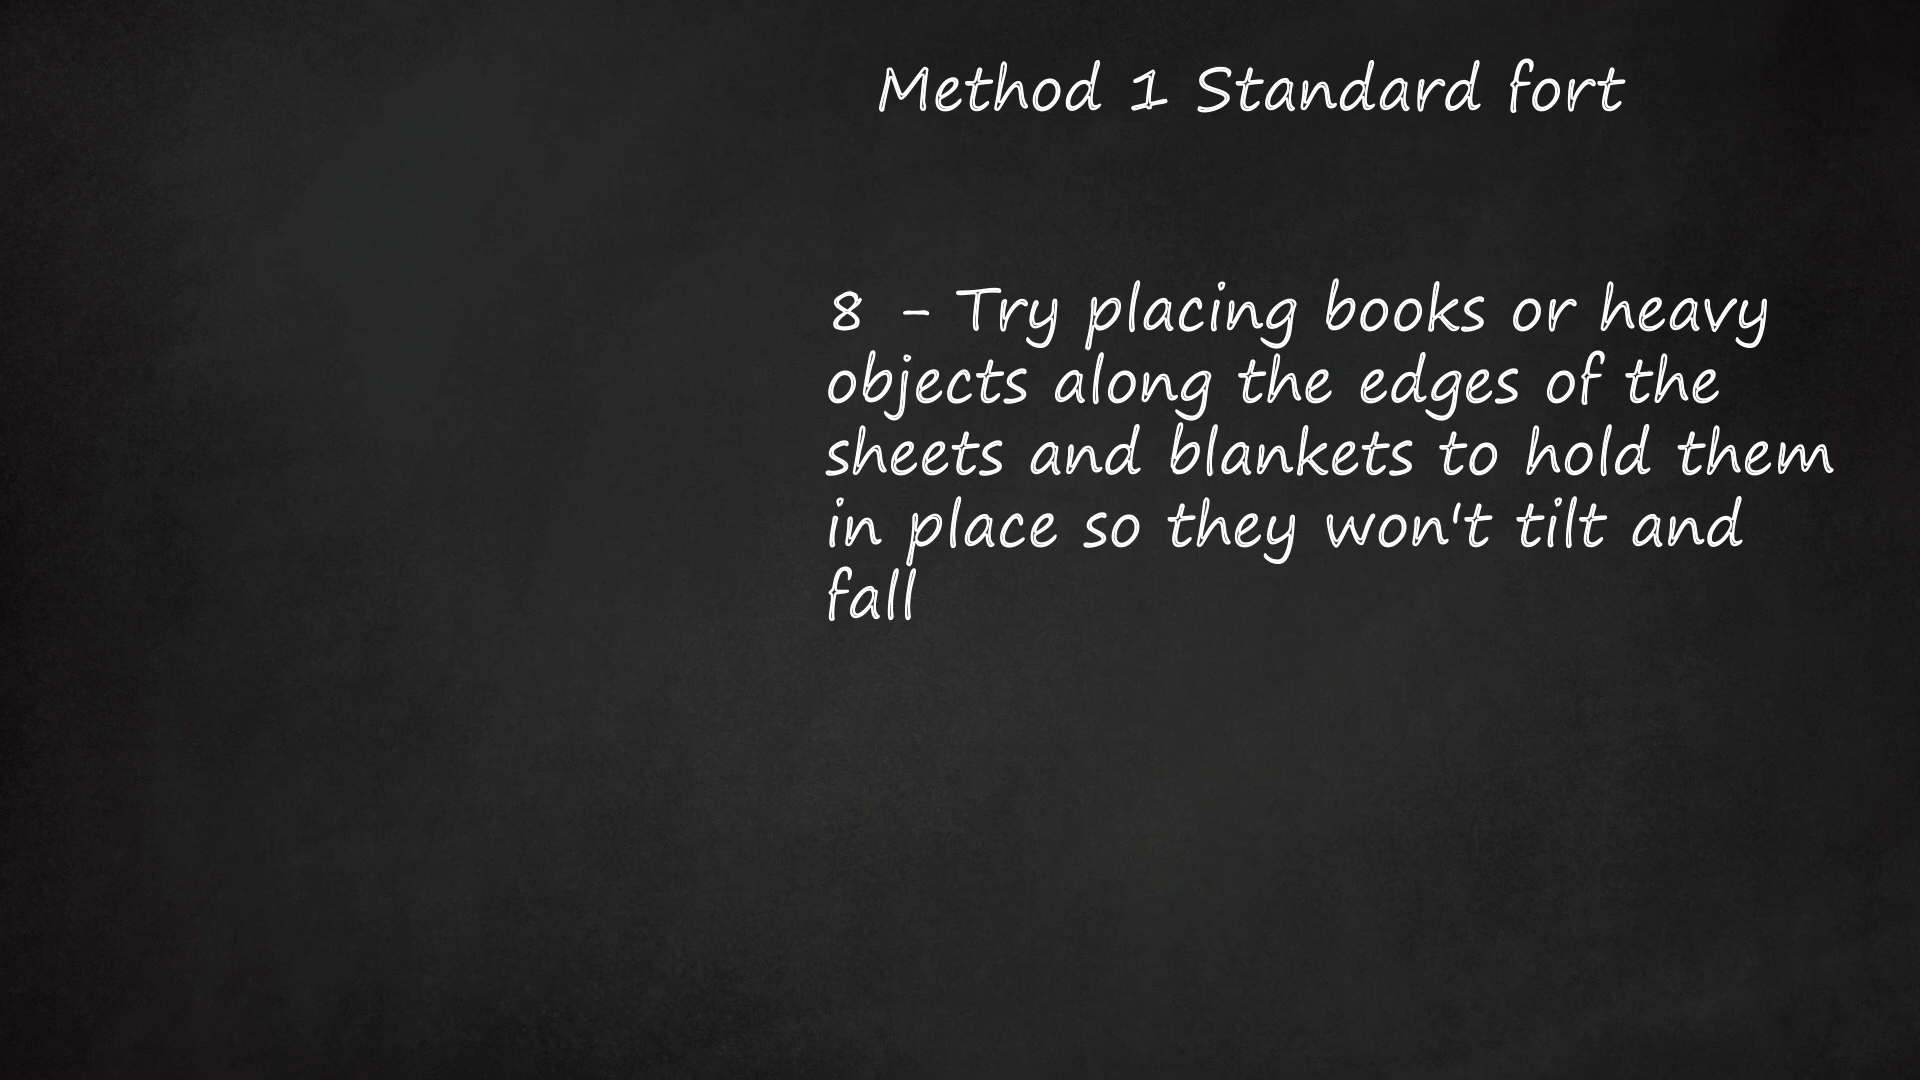 Method 1 Standard fort
8 - Try placing books or heavy
objects along the edges of the
sheets and blankets to hold them
in place so they won't tilt and
fall